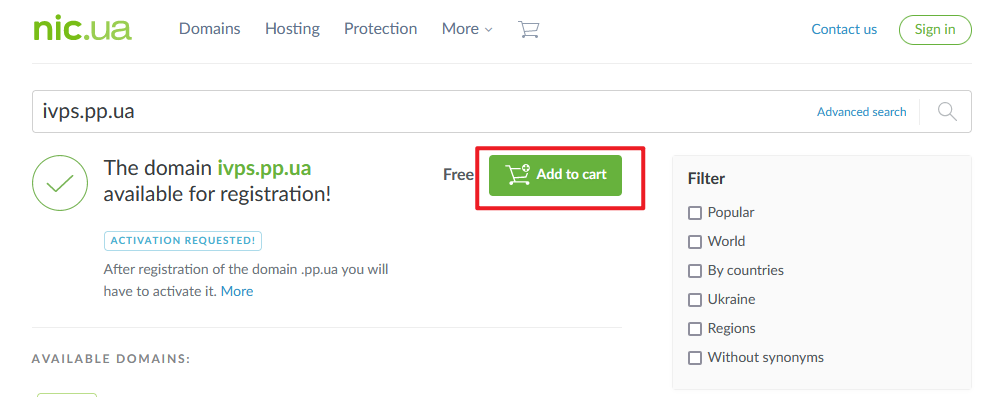 nic.ua
Domains Hosting Protection More
Contact us Sign in
ivps.pp.ua
Advanced search
The domain ivps.pp.ua
available for registration!
Free Add to cart
ACTIVATION REQUESTED!
After registration of the domain .pp.ua you will
have to activate it. More
AVAILABLE DOMAINS:
Filter
Popular
World
By countries
Ukraine
Regions
Without synonyms